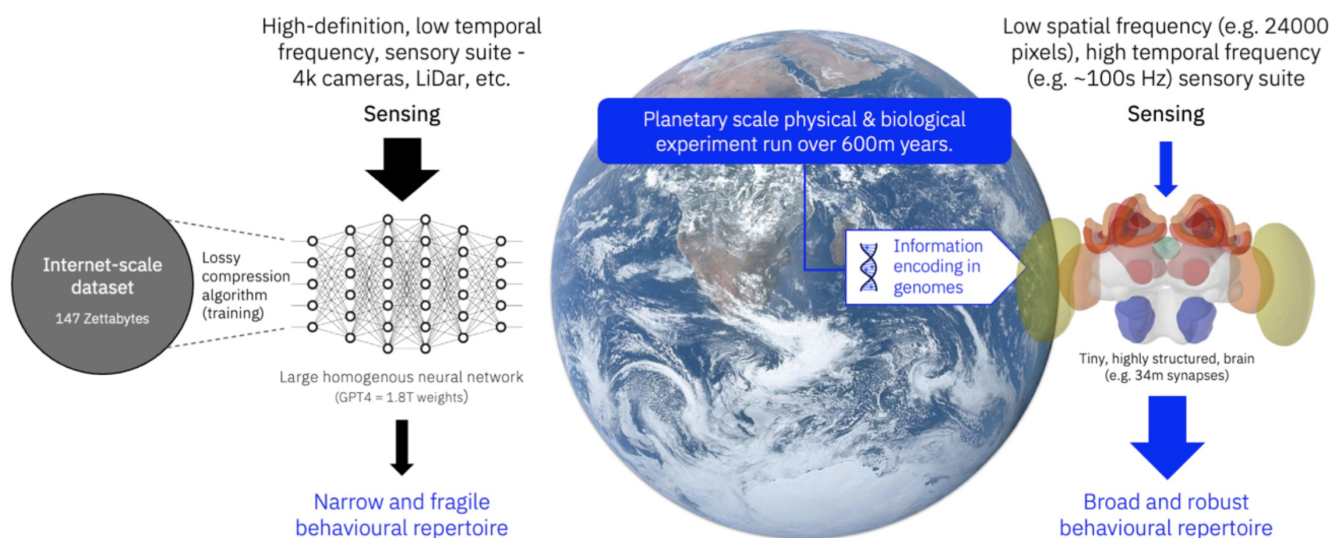 High-definition, low temporal
frequency, sensory suite -
4k cameras, LiDar, etc.
Sensing
Internet-scale
dataset
147 Zettabytes
Lossy
compression
algorithm
(training)
Large homogenous neural network
(GPT4 = 1.8T weights)
Narrow and fragile
behavioural repertoire
Planetary scale physical & biological
experiment run over 600m years.
Information
encoding in
genomes
Low spatial frequency (e.g. 24000
pixels), high temporal frequency
(e.g. ~100s Hz) sensory suite
Sensing
Tiny, highly structured, brain
(e.g. 34m synapses)
Broad and robust
behavioural repertoire